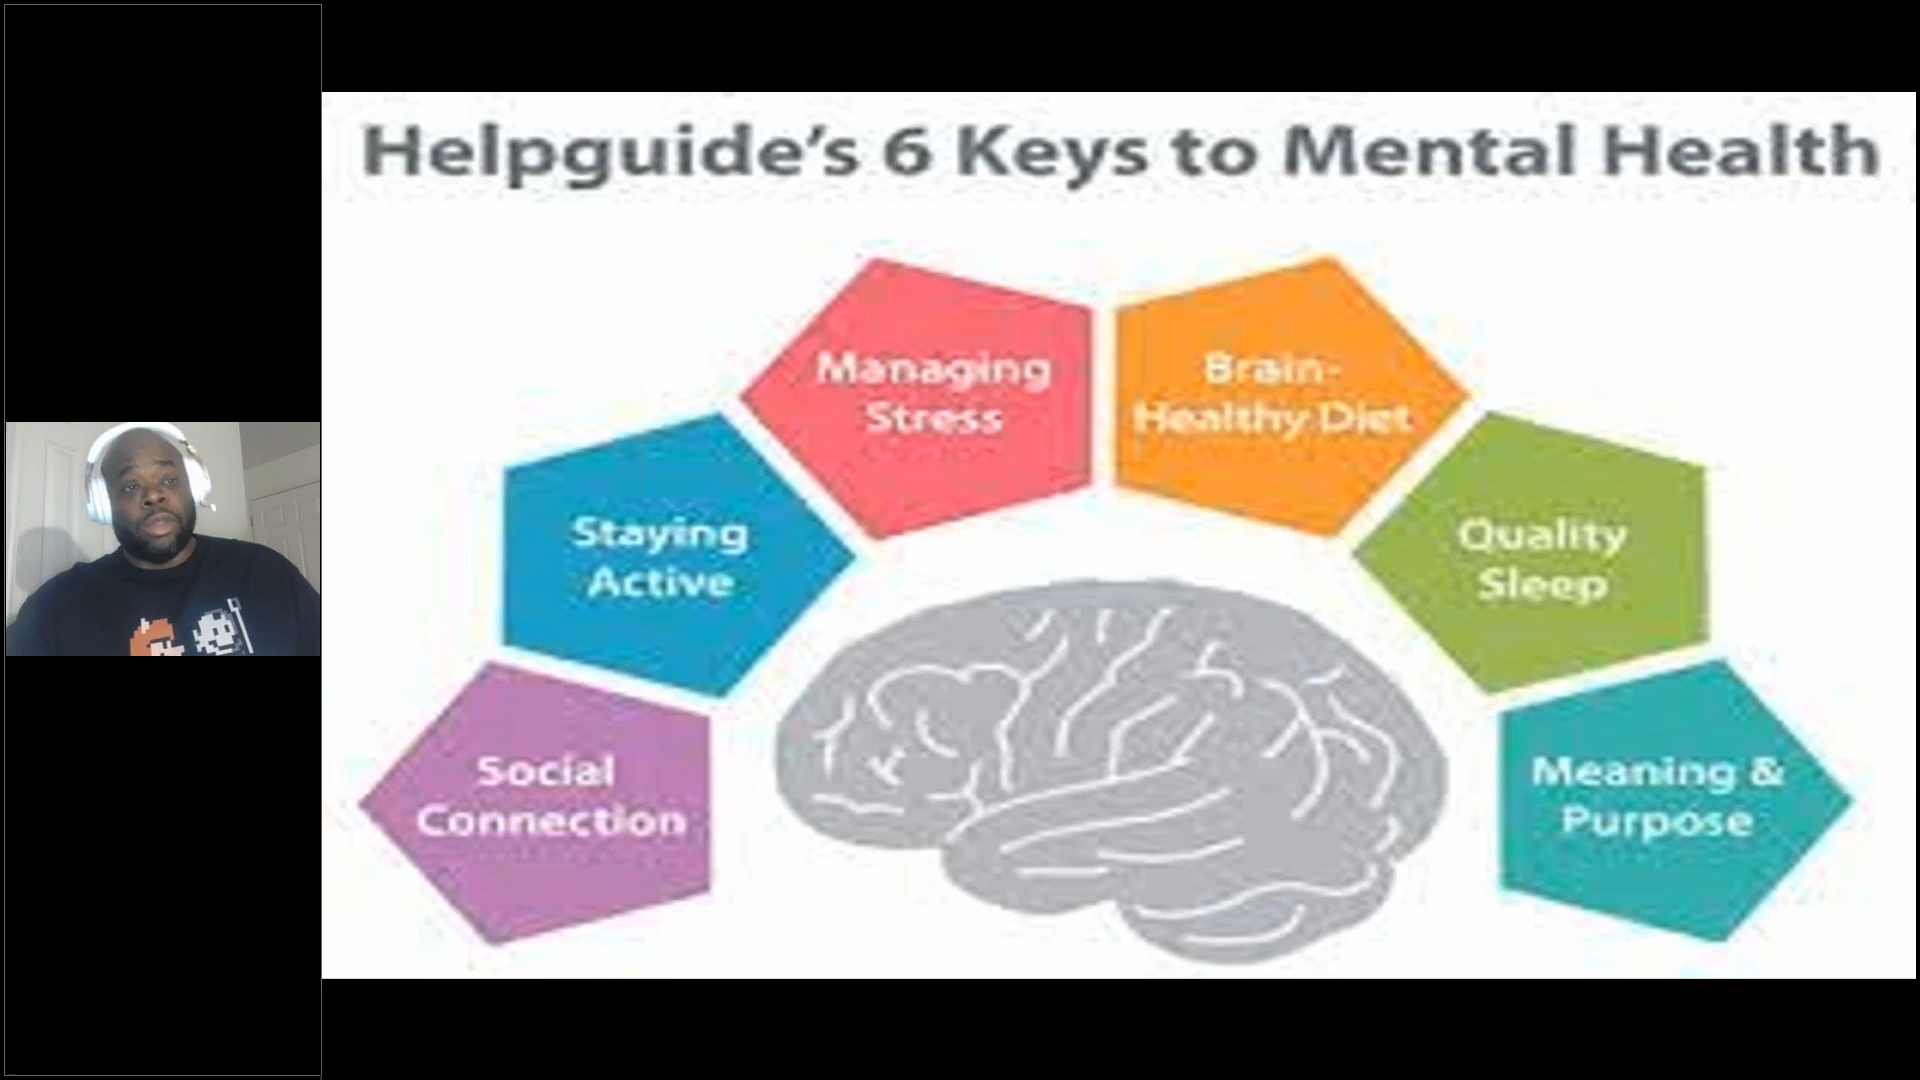 Helpguide's 6 Keys to Mental Health
Managing
Stress
Brain-
Healthy Diet
Staying
Active
Quality
Sleep
Social
Connection
Meaning &
Purpose